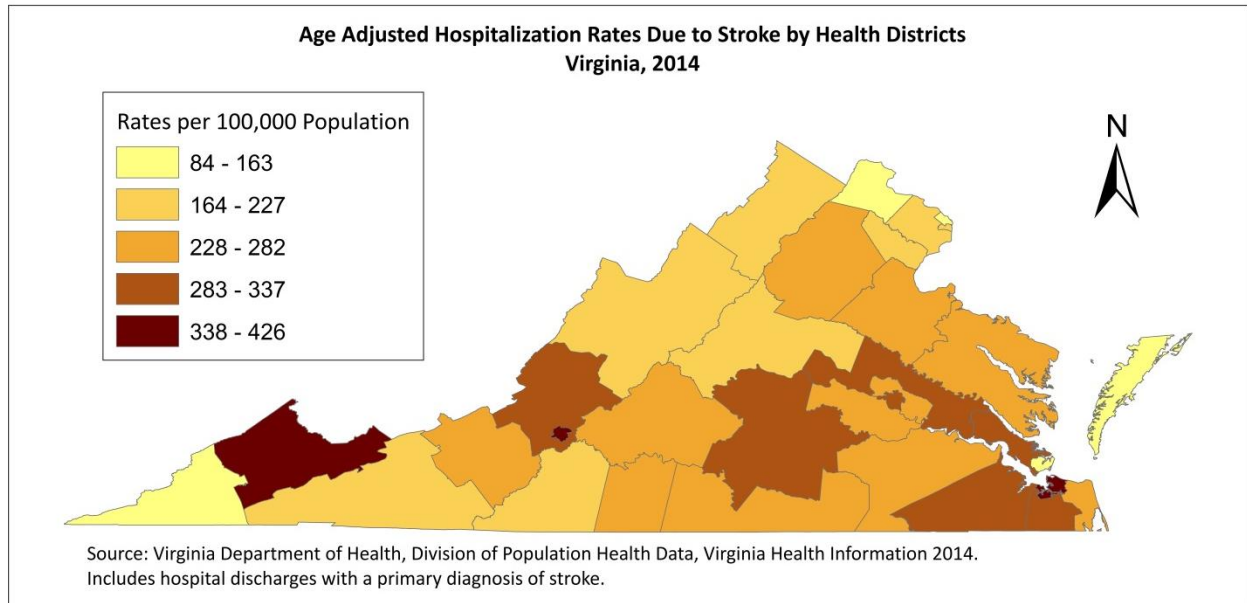 Age Adjusted Hospitalization Rates Due to Stroke by Health Districts
Virginia, 2014
Rates per 100,000 Population
84 - 163
164 - 227
228 - 282
283 - 337
338 - 426
N
Source: Virginia Department of Health, Division of Population Health Data, Virginia Health Information 2014.
Includes hospital discharges with a primary diagnosis of stroke.